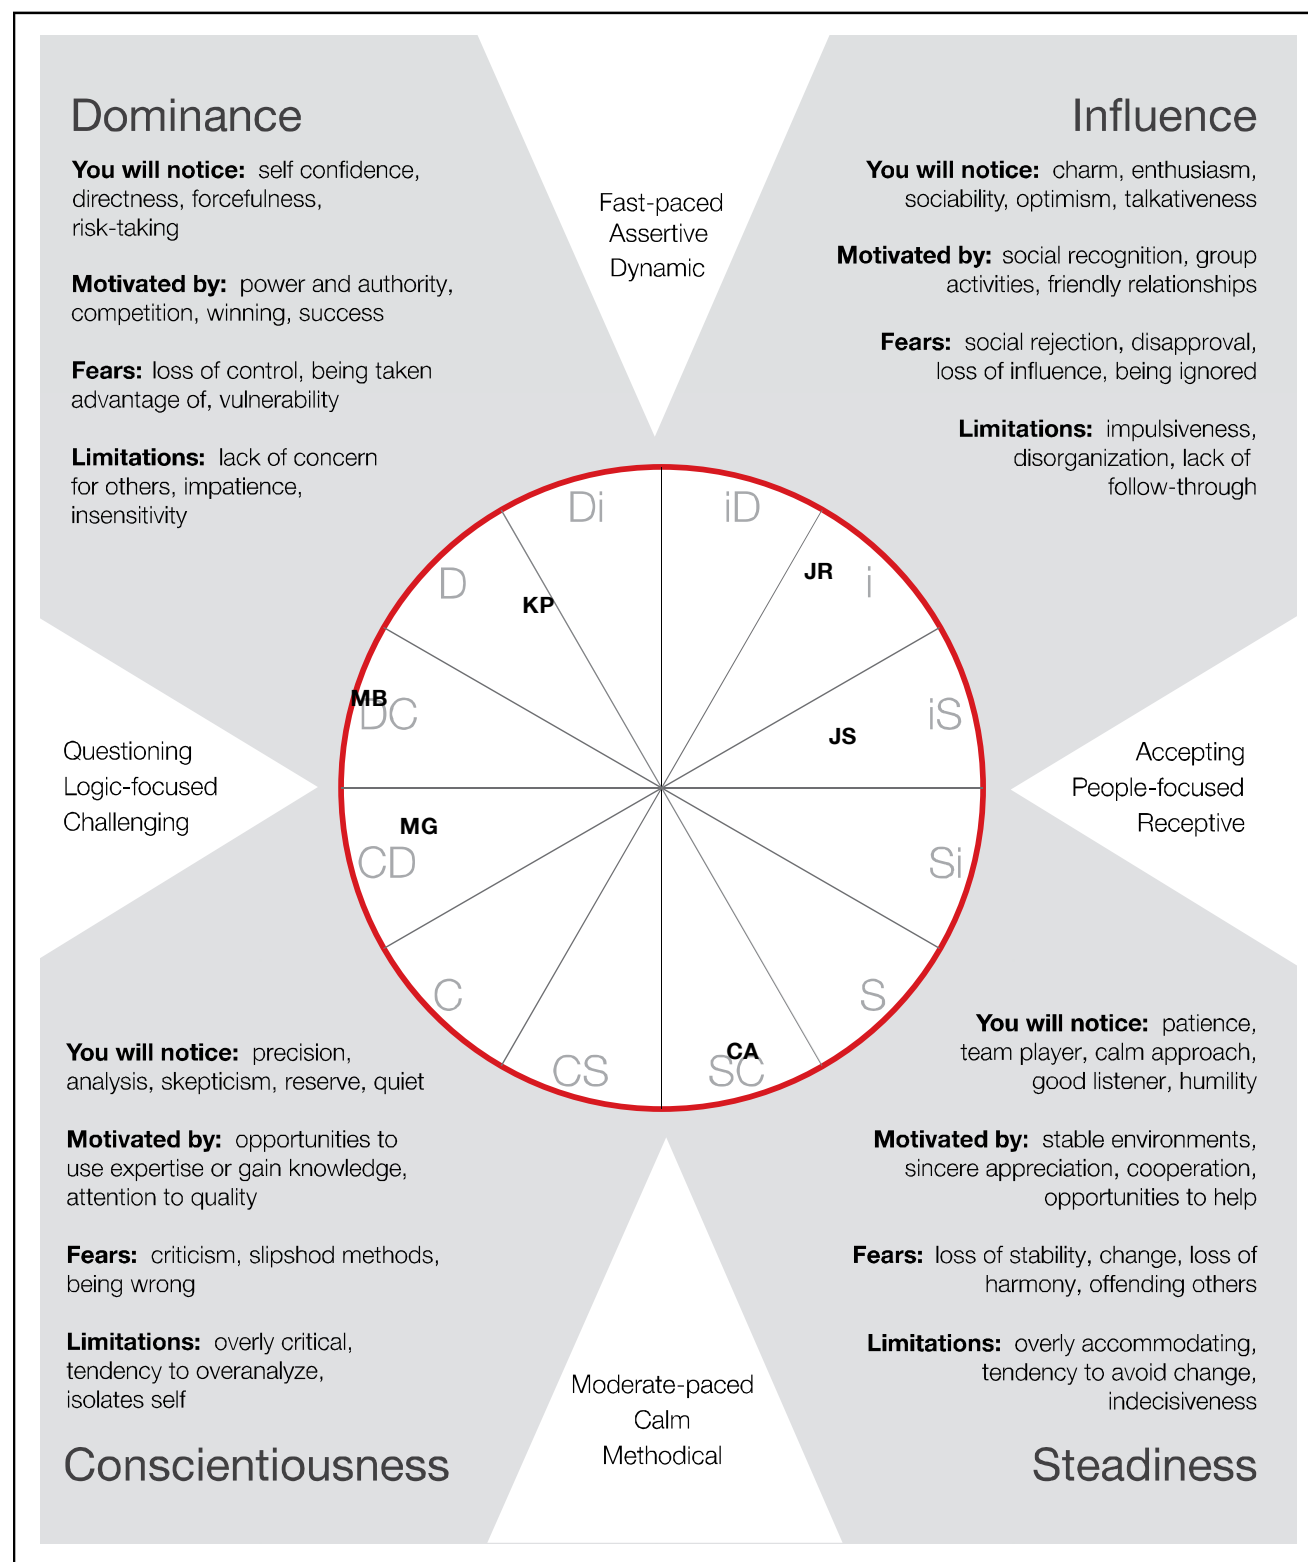 Dominance
You will notice: self confidence,
directness, forcefulness,
risk-taking
Motivated by: power and authority,
competition, winning, success
Fears: loss of control, being taken
advantage of, vulnerability
Limitations: lack of concern
for others, impatience,
insensitivity
Fast-paced
Assertive
Dynamic
Influence
You will notice: charm, enthusiasm,
sociability, optimism, talkativeness
Motivated by: social recognition, group
activities, friendly relationships
Fears: social rejection, disapproval,
loss of influence, being ignored
Limitations: impulsiveness,
disorganization, lack of
follow-through
Di
iD
D
KP
JR
i
MB
DC
JS
iS
Questioning
Logic-focused
Challenging
Accepting
People-focused
Receptive
MG
CD
Si
C
S
CS
CA
SC
You will notice: precision,
analysis, skepticism, reserve, quiet
Motivated by: opportunities to
use expertise or gain knowledge,
attention to quality
Fears: criticism, slipshod methods,
being wrong
Limitations: overly critical,
tendency to overanalyze,
isolates self
Conscientiousness
Moderate-paced
Calm
Methodical
You will notice: patience,
team player, calm approach,
good listener, humility
Motivated by: stable environments,
sincere appreciation, cooperation,
opportunities to help
Fears: loss of stability, change, loss of
harmony, offending others
Limitations: overly accommodating,
tendency to avoid change,
indecisiveness
Steadiness